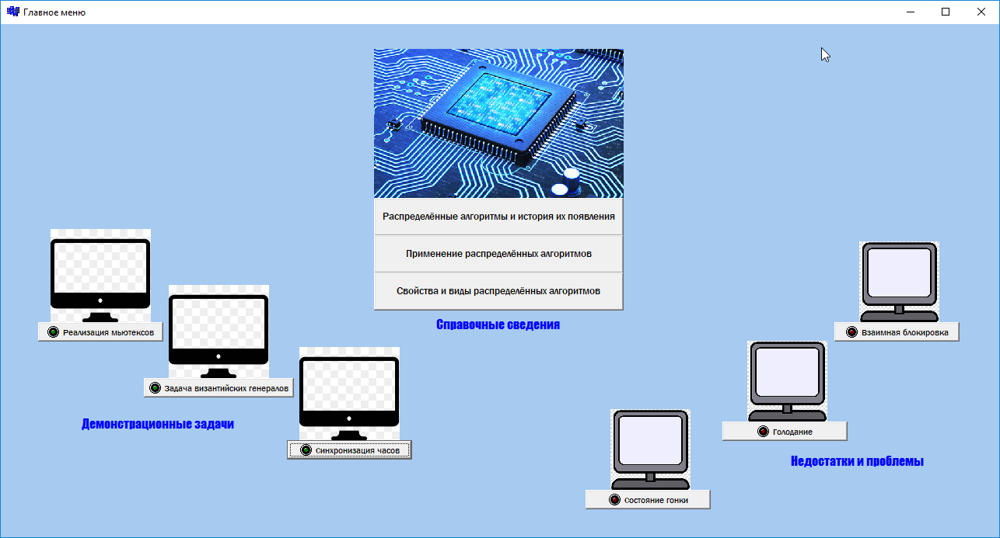 Главное меню
Распределённые алгоритмы и история их появления
Применение распределённых алгоритмов
Свойства и виды распределённых алгоритмов
Справочные сведения
Реализация мьютексов
Задача византийских генералов
Синхронизация часов
Демонстрационные задачи
Взаимная блокировка
Голодание
Состояние гонки
Недостатки и проблемы